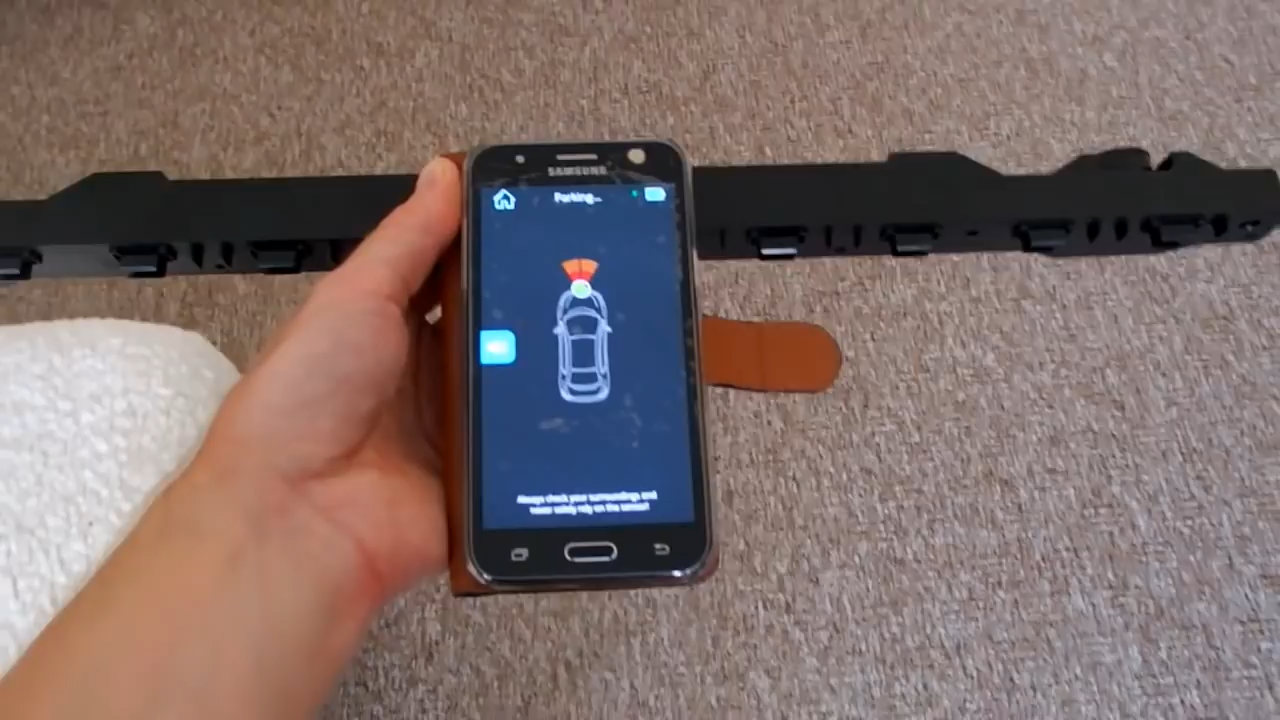 SAMSUNG
Parking...
Always check your surroundings and
never solely rely on the sensor!